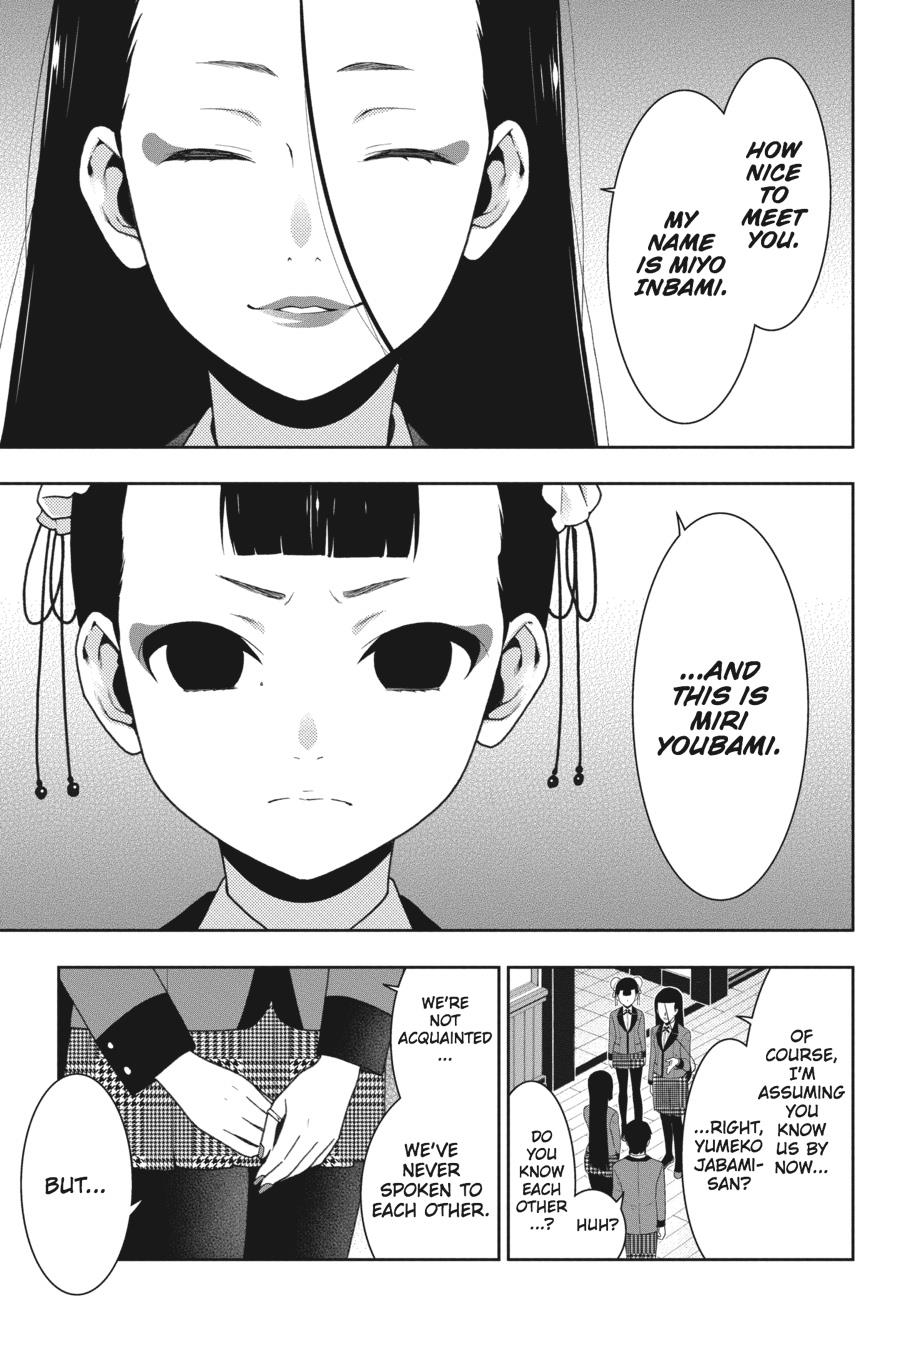 HOW
NICE
TO
MEET
YOU.
MY
NAME
IS MIYO
INBAMI.
...AND
THIS IS
MIRI
YOUBAMI.
OF
COURSE,
I'M
ASSUMING
YOU
KNOW
US BY
NOW...
...RIGHT,
YUMEKO
JABAMI-
SAN?
HUH?
DO
YOU
KNOW
EACH
OTHER
...?
WE'RE
NOT
ACQUAINTED
...
WE'VE
NEVER
SPOKEN TO
EACH OTHER.
BUT...